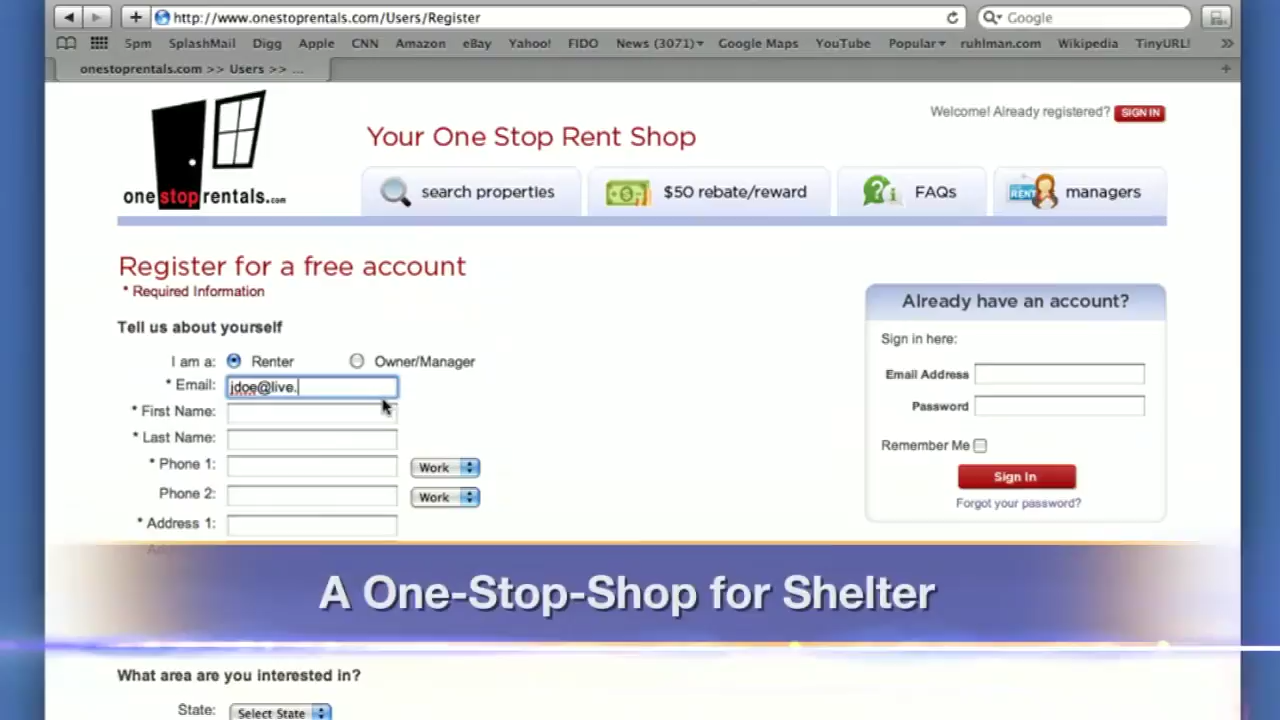 http://www.onestoprentals.com/Users/Register
Google
5pm SplashMail Digg Apple CNN Amazon eBay Yahoo! FIDO News (3071) Google Maps YouTube Popular ruhlman.com Wikipedia TinyURL!
onestoprentals.com >> Users >> ...
Welcome! Already registered? SIGN IN
Your One Stop Rent Shop
one stop rentals.com
search properties
$50 rebate/reward
FAQs
RENT
managers
Register for a free account
* Required Information
Tell us about yourself
I am a: Renter Owner/Manager
* Email: jdoe@live.
* First Name:
* Last Name:
* Phone 1: Work
Phone 2: Work
* Address 1:
Already have an account?
Sign in here:
Email Address
Password
Remember Me
Sign In
Forgot your password?
A One-Stop-Shop for Shelter
What area are you interested in?
State: Select State